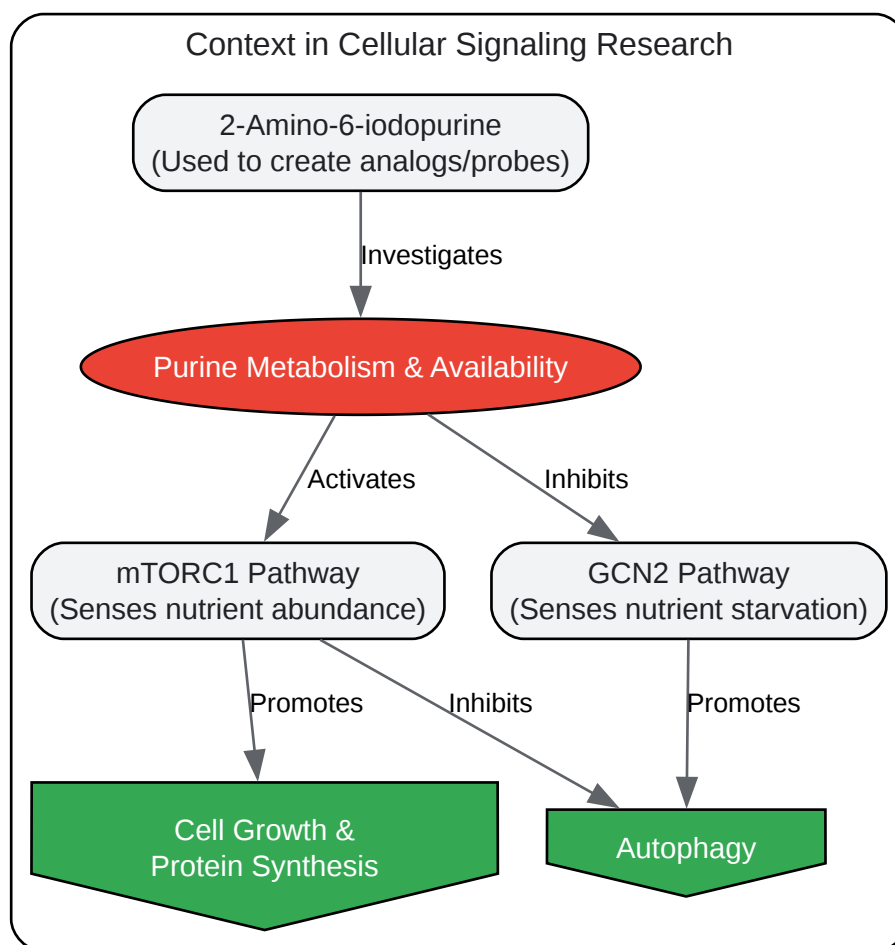 Context in Cellular Signaling Research
2-Amino-6-iodopurine
(Used to create analogs/probes)
Investigates
Purine Metabolism & Availability
Activates
Inhibits
mTORC1 Pathway
(Senses nutrient abundance)
GCN2 Pathway
(Senses nutrient starvation)
Promotes
Inhibits
Promotes
Cell Growth &
Protein Synthesis
Autophagy